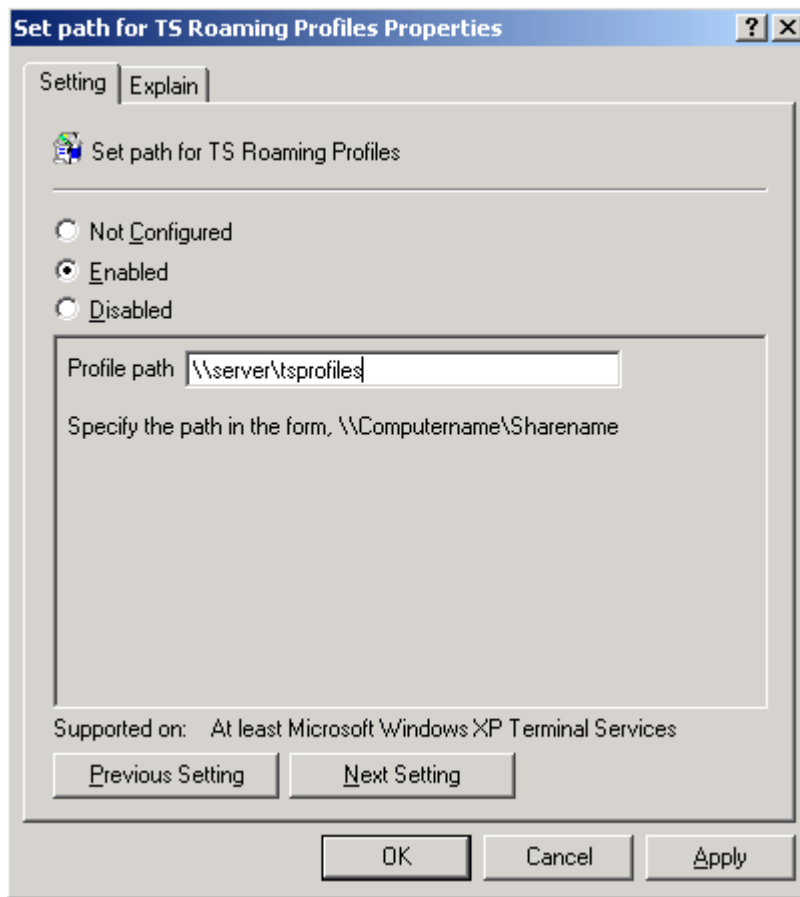 Set path for TS Roaming Profiles Properties
Setting Explain
Set path for TS Roaming Profiles
Not Configured
Enabled
Disabled
Profile path \\server\tsprofiles
Specify the path in the form, \\Computername\Sharename
Supported on: At least Microsoft Windows XP Terminal Services
Previous Setting Next Setting
OK Cancel Apply